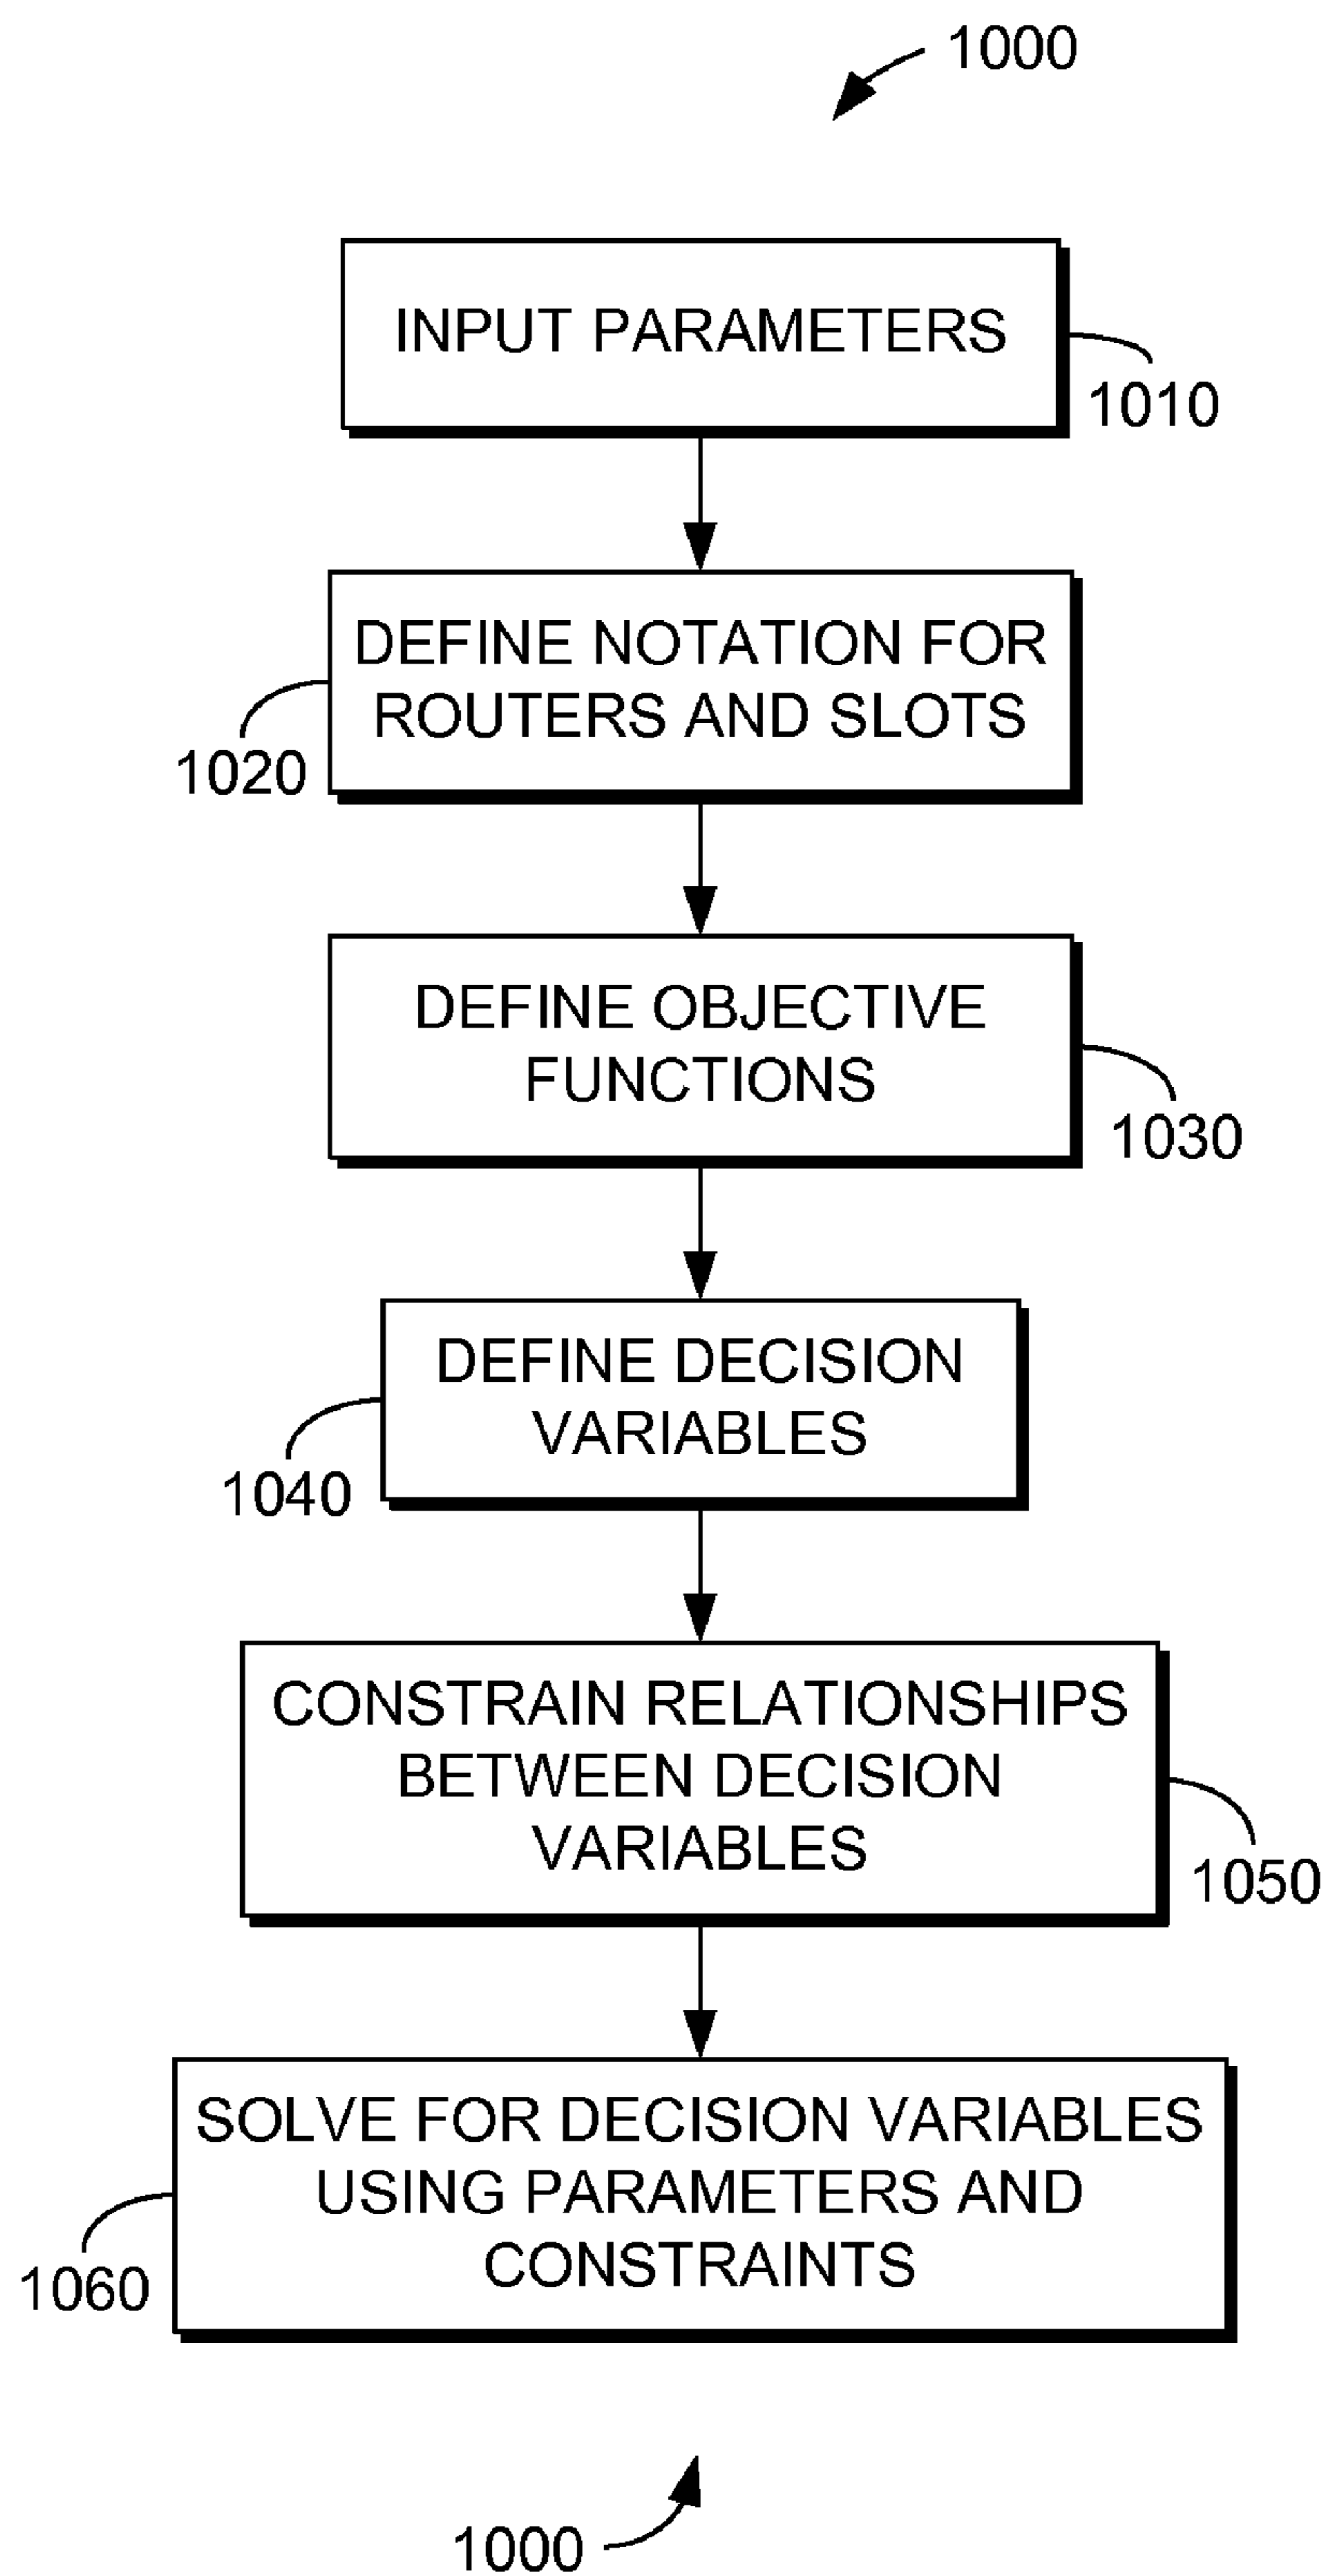 1000
INPUT PARAMETERS
1010
DEFINE NOTATION FOR
ROUTERS AND SLOTS
1020
DEFINE OBJECTIVE
FUNCTIONS
1030
DEFINE DECISION
VARIABLES
1040
CONSTRAIN RELATIONSHIPS
BETWEEN DECISION
VARIABLES
1050
SOLVE FOR DECISION VARIABLES
USING PARAMETERS AND
CONSTRAINTS
1060
1000